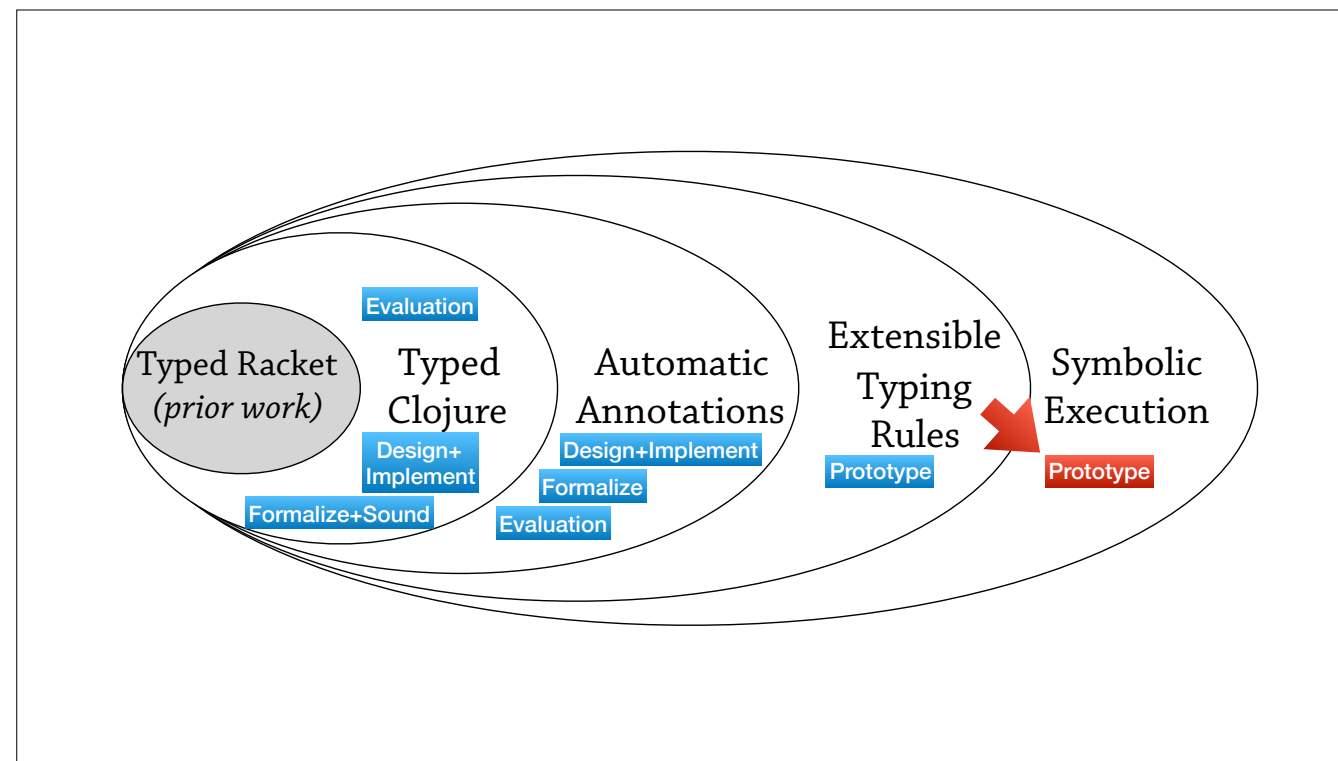 Typed Racket
(prior work)
Evaluation
Typed
Clojure
Design+
Implement
Formalize+Sound
Automatic
Annotations
Design+Implement
Formalize
Evaluation
Extensible
Typing
Rules
Prototype
Symbolic
Execution
Prototype